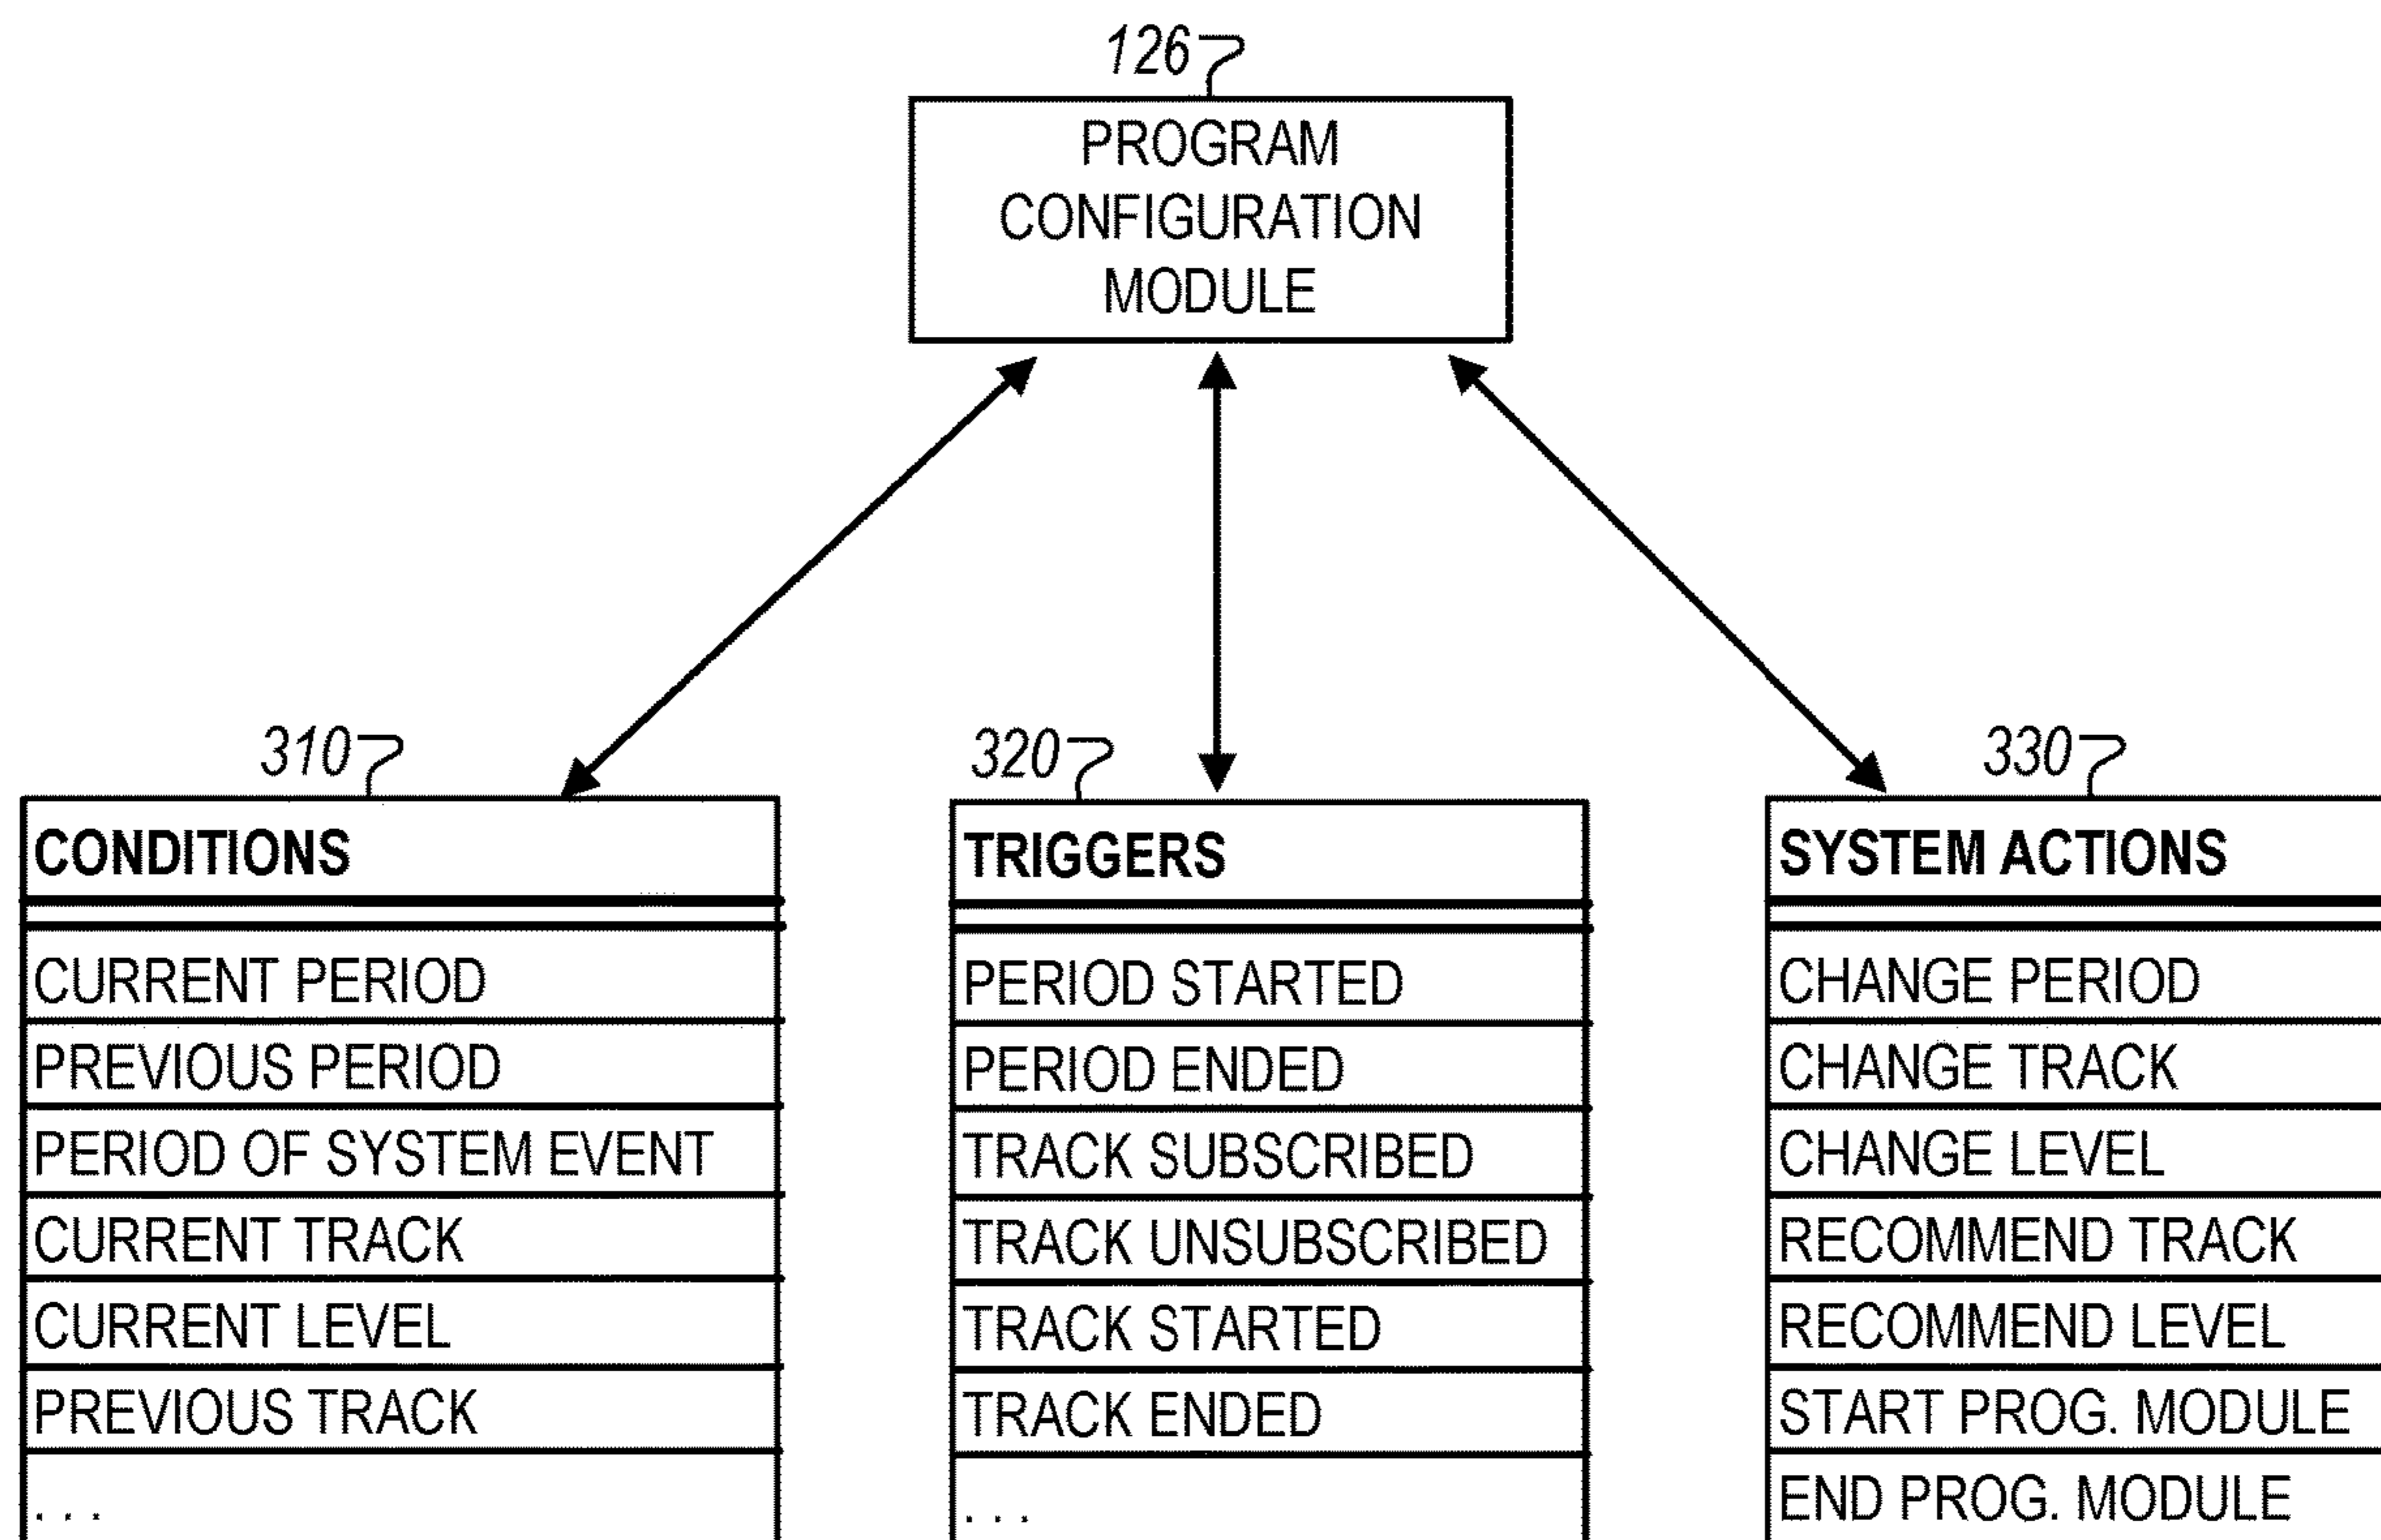 126
PROGRAM
CONFIGURATION
MODULE
310
CONDITIONS
CURRENT PERIOD
PREVIOUS PERIOD
PERIOD OF SYSTEM EVENT
CURRENT TRACK
CURRENT LEVEL
PREVIOUS TRACK
. . .
320
TRIGGERS
PERIOD STARTED
PERIOD ENDED
TRACK SUBSCRIBED
TRACK UNSUBSCRIBED
TRACK STARTED
TRACK ENDED
. . .
330
SYSTEM ACTIONS
CHANGE PERIOD
CHANGE TRACK
CHANGE LEVEL
RECOMMEND TRACK
RECOMMEND LEVEL
START PROG. MODULE
END PROG. MODULE